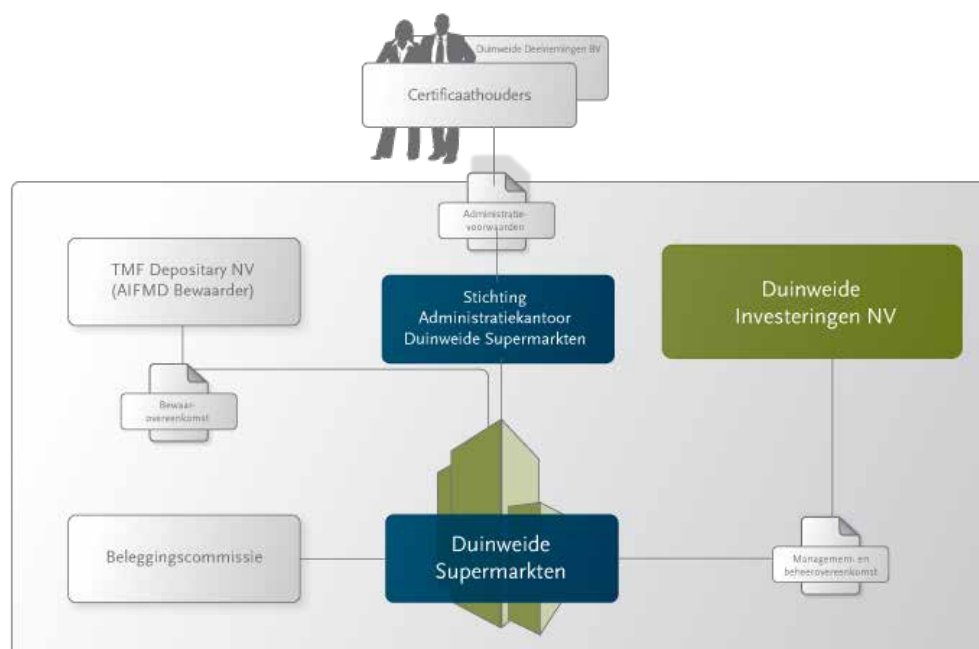 Duinweide Deelnemingen BV
Certificaathouders
Administratie-
voorwaarden
TMF Depositary NV
(AIFMD Bewaarder)
Stichting
Administratiekantoor
Duinweide Supermarkten
Duinweide
Investeringen NV
Bewaar-
overeenkomst
Beleggingscommissie
Duinweide
Supermarkten
Management- en
beheerovereenkomst